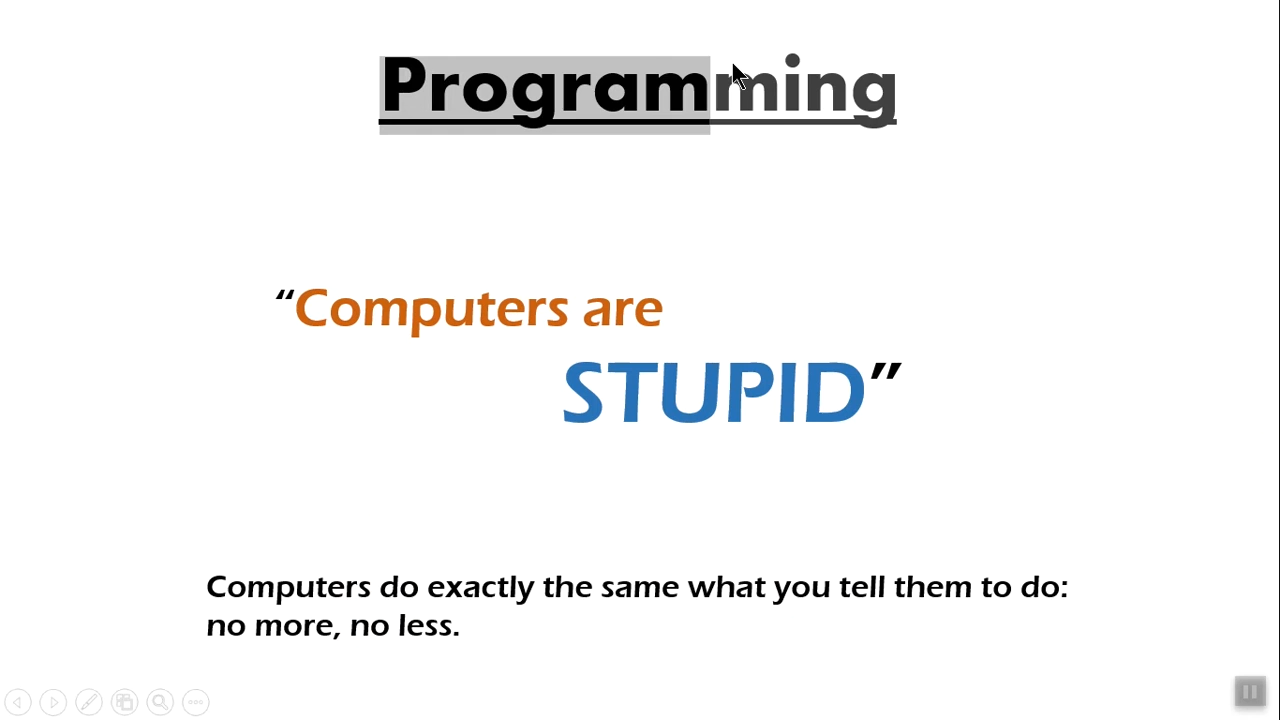 Programming
“Computers are
STUPID”
Computers do exactly the same what you tell them to do:
no more, no less.